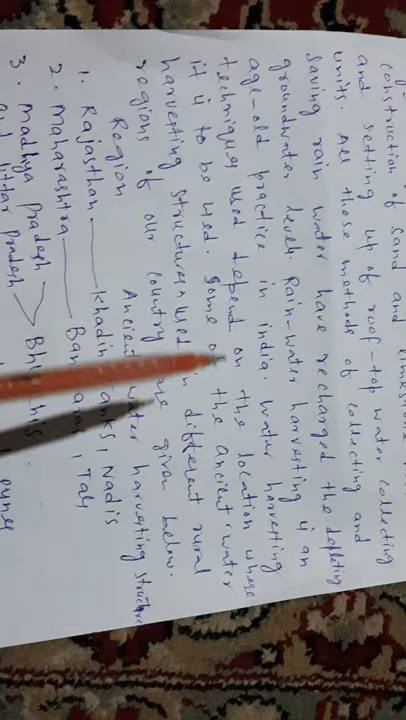 construction of sand and limestone
and setting up of roof-top water collecting
units. All these methods of collecting and
saving rain water have recharged the depleting
groundwater level. Rain-water harvesting is an
age-old practice in india. Water harvesting
techniques used depend on the location where
it is to be used. Some the ancient water
harvesting structures used in different rural
regions of our country are given below.
Region Ancient water harvesting structure
1. Rajasthan khadin, Tanks, Nadis
2. Maharashtra Ban Tals
3. Madhya Pradesh
and Uttar Pradesh